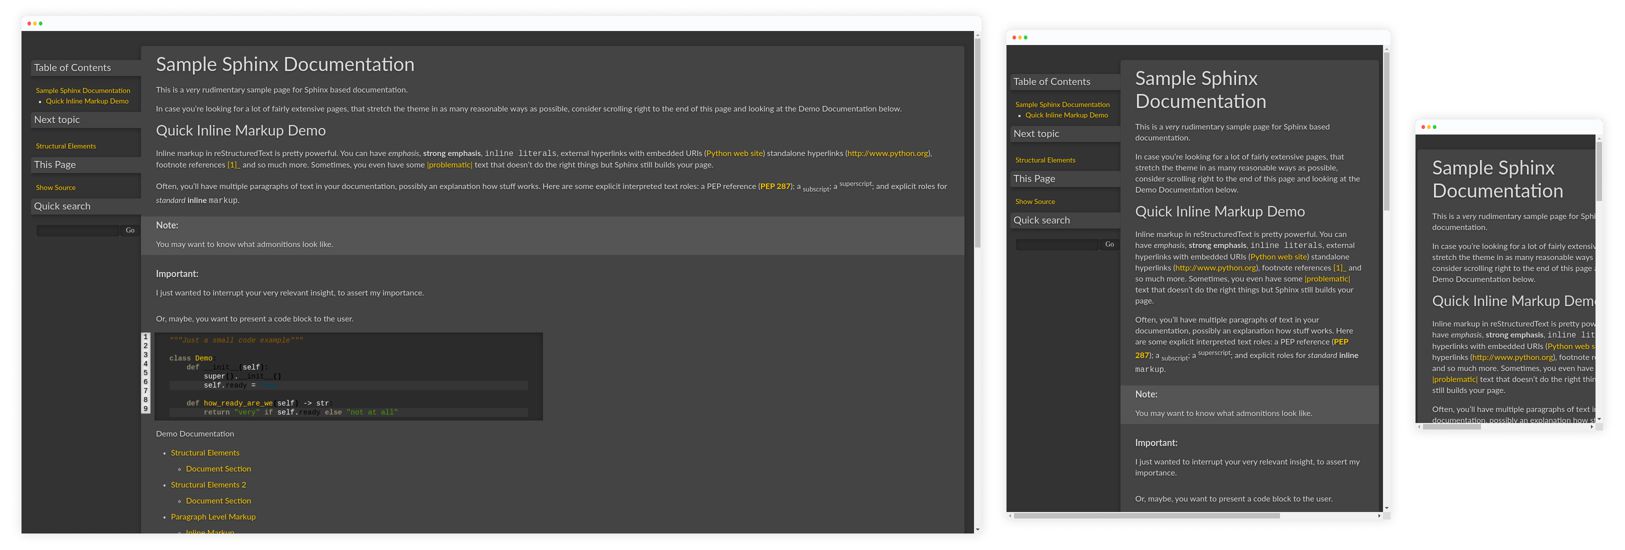 Table of Contents
Sample Sphinx Documentation
Quick Inline Markup Demo
Next topic
Structural Elements
This Page
Show Source
Quick search
Go
Sample Sphinx Documentation
This is a very rudimentary sample page for Sphinx based documentation.
In case you're looking for a lot of fairly extensive pages, that stretch the theme in as many reasonable ways as possible, consider scrolling right to the end of this page and looking at the Demo Documentation below.
Quick Inline Markup Demo
Inline markup in reStructuredText is pretty powerful. You can have emphasis, strong emphasis, inline literals, external hyperlinks with embedded URIs (Python web site) standalone hyperlinks (http://www.python.org),
footnote references [1]_ and so much more. Sometimes, you even have some |problematic| text that doesn't do the right things but Sphinx still builds your page.
Often, you'll have multiple paragraphs of text in your documentation, possibly an explanation how stuff works. Here are some explicit interpreted text roles: a PEP reference (PEP 287); a subscript; a superscript; and explicit roles for
standard inline markup.
Note:
You may want to know what admonitions look like.
Important:
I just wanted to interrupt your very relevant insight, to assert my importance.
Or, maybe, you want to present a code block to the user.
1 """Just a small code example"""
2
3 class Demo:
4 def __init__(self):
5 super().__init__()
6 self.ready =
7
8 def how_ready_are_we(self) -> str:
9 return "very" if self.ready else "not at all"
Demo Documentation
• Structural Elements
◦ Document Section
• Structural Elements 2
◦ Document Section
• Paragraph Level Markup
◦ Inline Markup
Table of Contents
Sample Sphinx Documentation
Quick Inline Markup Demo
Next topic
Structural Elements
This Page
Show Source
Quick search
Go
Sample Sphinx
Documentation
This is a very rudimentary sample page for Sphinx based
documentation.
In case you're looking for a lot of fairly extensive pages, that
stretch the theme in as many reasonable ways as possible,
consider scrolling right to the end of this page and looking at the
Demo Documentation below.
Quick Inline Markup Demo
Inline markup in reStructuredText is pretty powerful. You can
have emphasis, strong emphasis, inline literals, external
hyperlinks with embedded URIs (Python web site) standalone
hyperlinks (http://www.python.org), footnote references [1]_ and
so much more. Sometimes, you even have some |problematic|
text that doesn't do the right things but Sphinx still builds your
page.
Often, you'll have multiple paragraphs of text in your
documentation, possibly an explanation how stuff works. Here
are some explicit interpreted text roles: a PEP reference (PEP
287); a subscript; a superscript; and explicit roles for standard inline
markup.
Note:
You may want to know what admonitions look like.
Important:
I just wanted to interrupt your very relevant insight, to assert my
importance.
Or, maybe, you want to present a code block to the user.
Sample Sphinx
Documentation
This is a very rudimentary sample page for Sphi
documentation.
In case you're looking for a lot of fairly extensiv
stretch the theme in as many reasonable ways
consider scrolling right to the end of this page a
Demo Documentation below.
Quick Inline Markup Demo
Inline markup in reStructuredText is pretty pow
have emphasis, strong emphasis, inline lit
hyperlinks with embedded URIs (Python web s
hyperlinks (http://www.python.org), footnote r
and so much more. Sometimes, you even have
|problematic| text that doesn't do the right thin
still builds your page.
Often, you'll have multiple paragraphs of text i
documentation, possibly an explanation how s